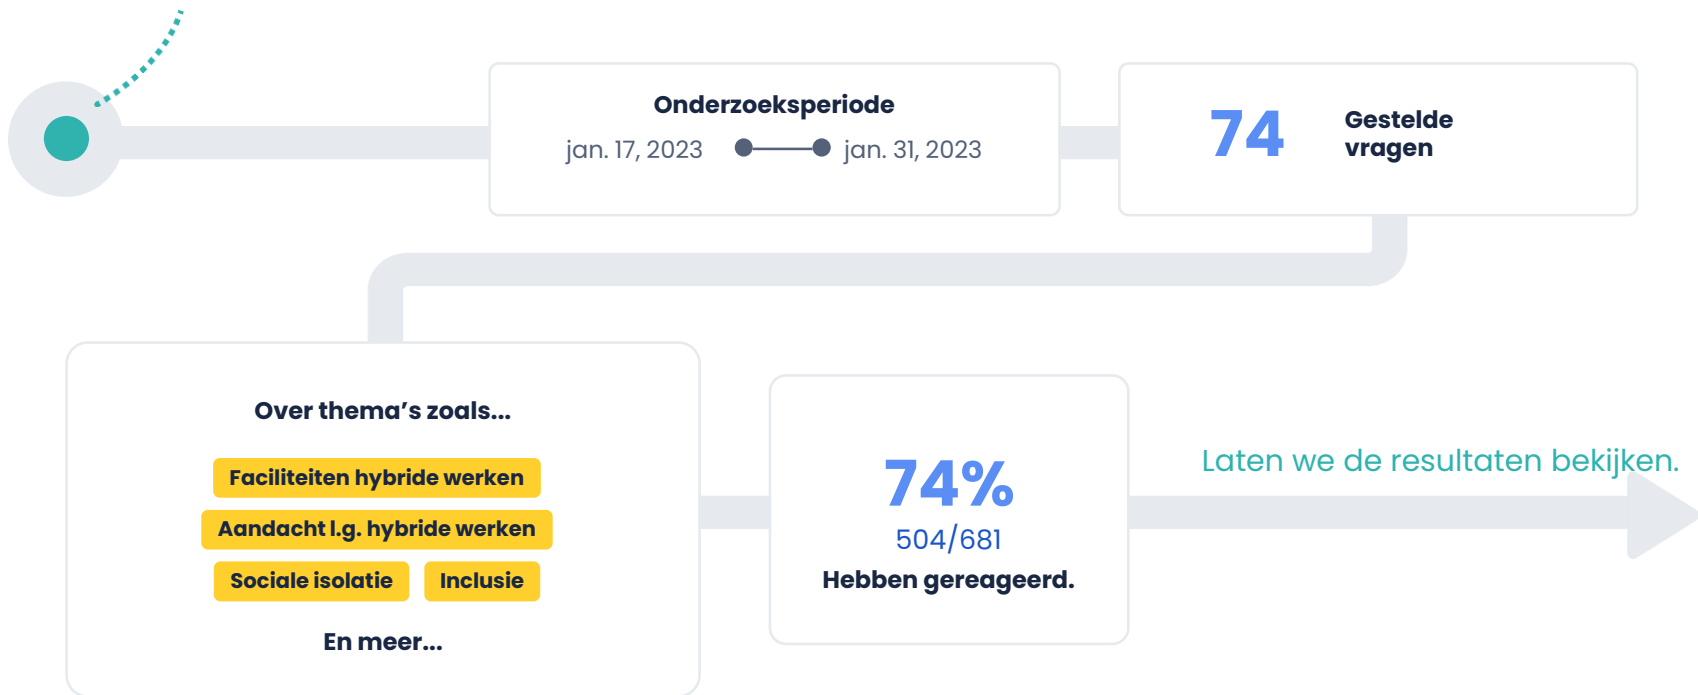 Onderzoeksperiode
jan. 17, 2023 jan. 31, 2023
74
Gestelde
vragen
Over thema’s zoals...
Faciliteiten hybride werken
Aandacht l.g. hybride werken
Sociale isolatie Inclusie
En meer...
74%
504/681
Hebben gereageerd.
Laten we de resultaten bekijken.